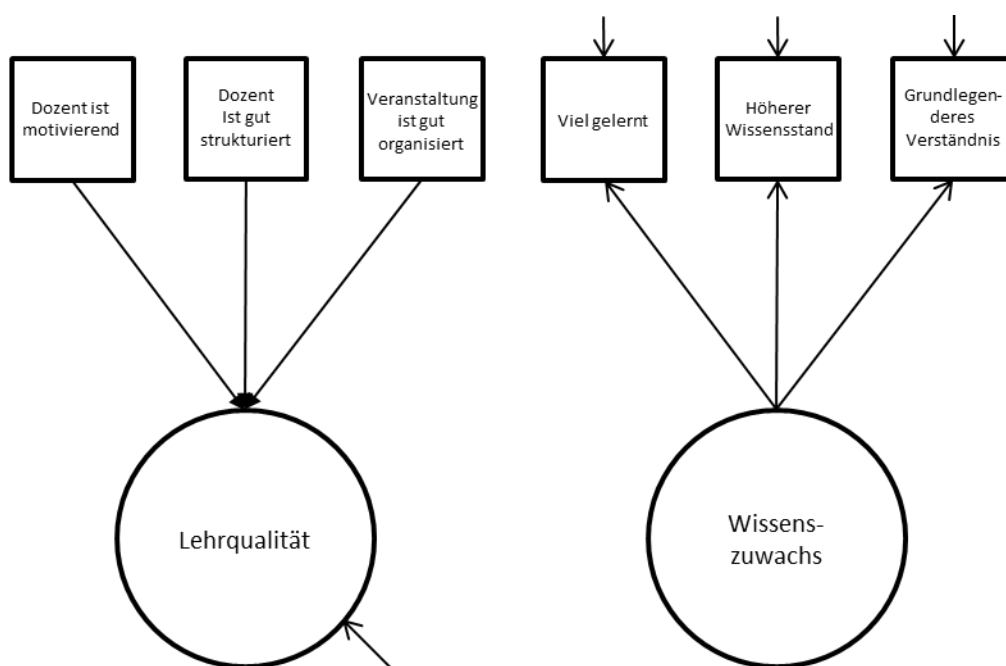 Dozent ist
motivierend
Dozent
Ist gut
strukturiert
Veranstaltung
ist gut
organisiert
Viel gelernt
Höherer
Wissensstand
Grundlegen-
deres
Verständnis
Lehrqualität
Wissens-
zuwachs